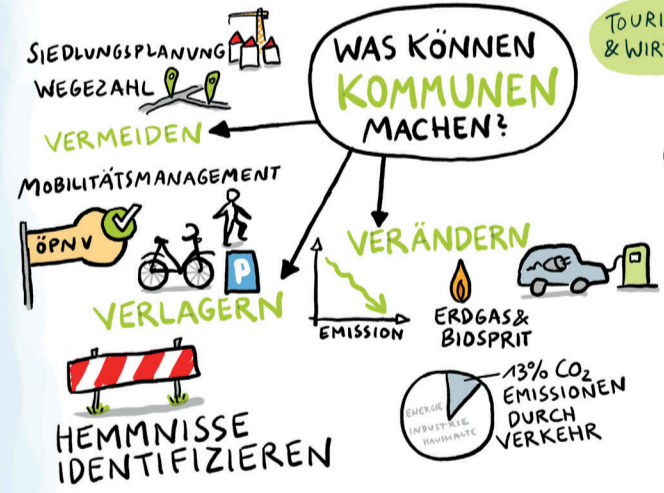 WAS KÖNNEN
KOMMUNEN
MACHEN?
SIEDLUNGSPLANUNG
WEGEZAHL
VERMEIDEN
MOBILITÄTSMANAGEMENT
ÖPNV
P
VERLAGERN
VERÄNDERN
EMISSION
ERDGAS &
BIOSPRIT
13% CO₂
EMISSIONEN
DURCH
VERKEHR
ENERGIE
INDUSTRIE
HAUSHALTE
HEMMNISSE
IDENTIFIZIEREN